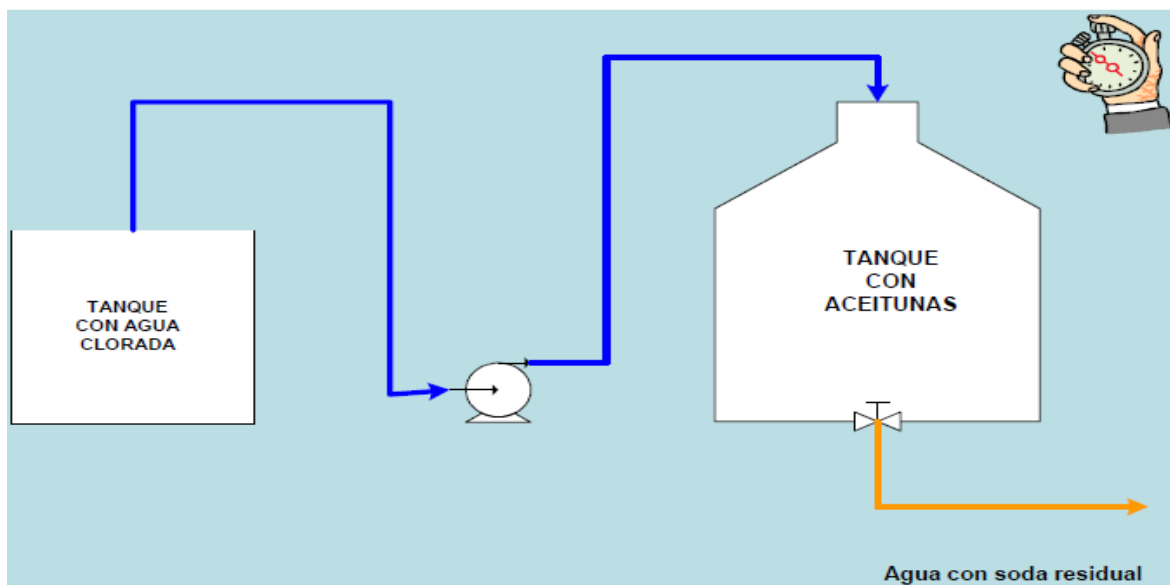 TANQUE
CON AGUA
CLORADA
TANQUE
CON
ACEITUNAS
Agua con soda residual